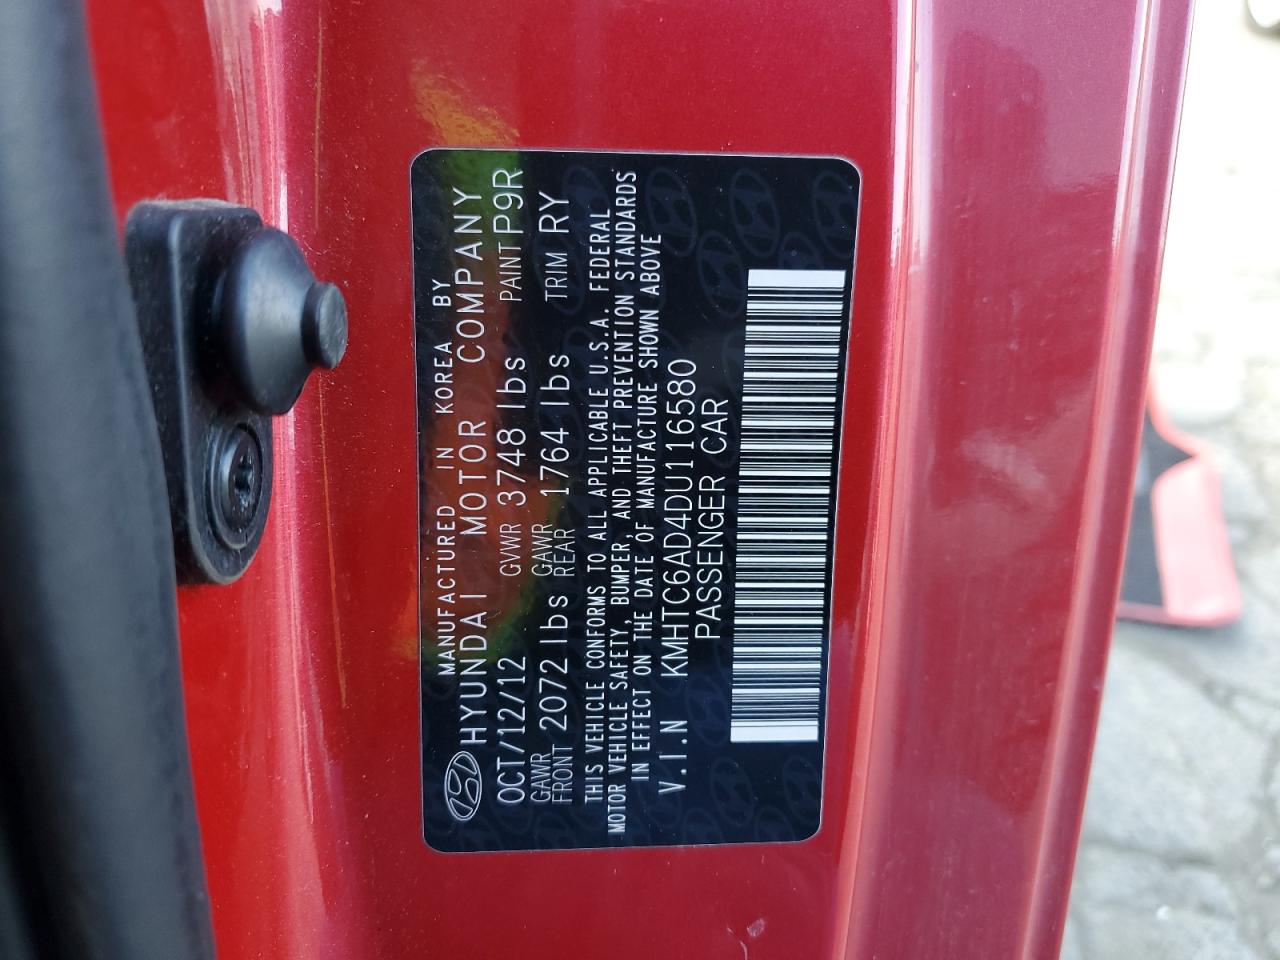 MANUFACTURED IN KOREA BY
HYUNDAI MOTOR COMPANY
OCT/12/12 GVWR 3748 lbs PAINT P9R
GAWR FRONT 2072 lbs GAWR REAR 1764 lbs TRIM RY
THIS VEHICLE CONFORMS TO ALL APPLICABLE U.S.A. FEDERAL
MOTOR VEHICLE SAFETY, BUMPER, AND THEFT PREVENTION STANDARDS
IN EFFECT ON THE DATE OF MANUFACTURE SHOWN ABOVE
V.I.N KMHTC6AD4DU116580
PASSENGER CAR